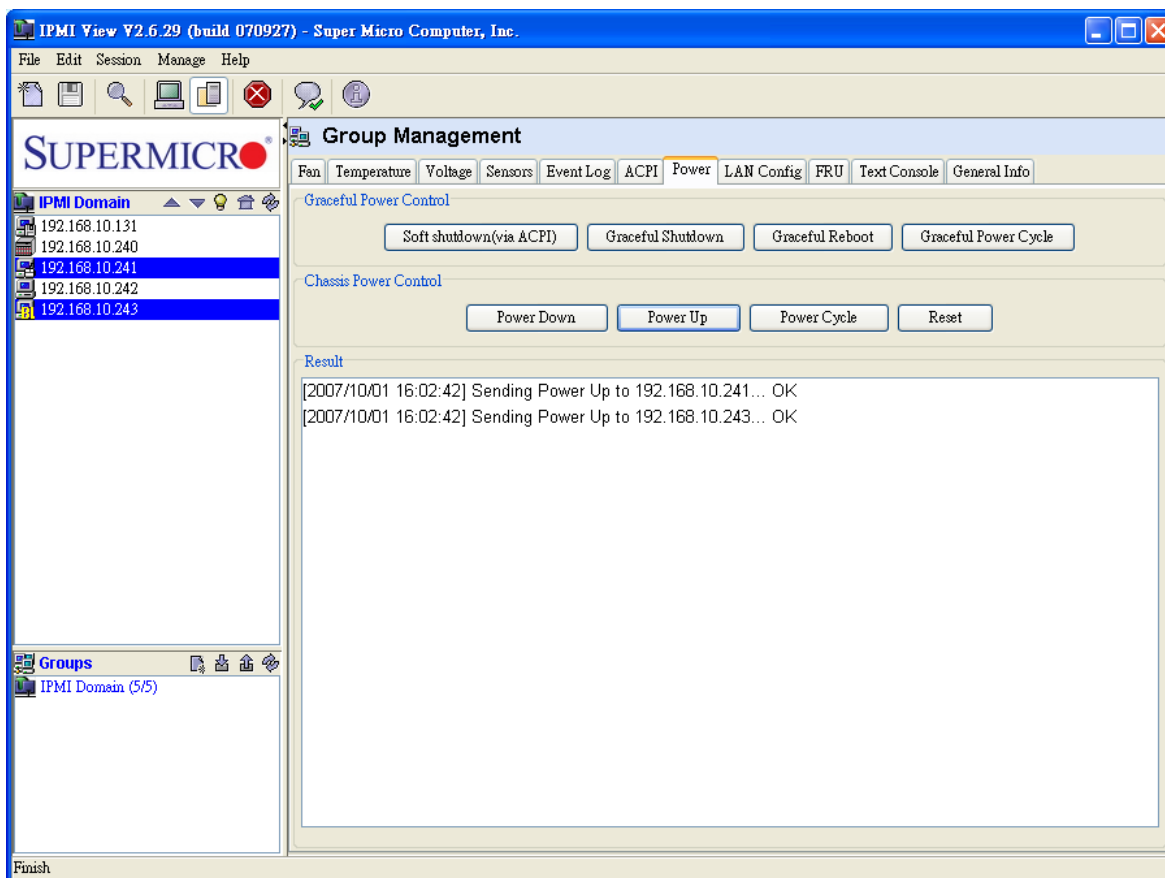 IPMI View V2.6.29 (build 070927) - Super Micro Computer, Inc.
File Edit Session Manage Help
SUPERMICRO®
IPMI Domain
192.168.10.131
192.168.10.240
192.168.10.241
192.168.10.242
192.168.10.243
Groups
IPMI Domain (5/5)
Group Management
Fan Temperature Voltage Sensors Event Log ACPI Power LAN Config FRU Text Console General Info
Graceful Power Control
Soft shutdown(via ACPI) Graceful Shutdown Graceful Reboot Graceful Power Cycle
Chassis Power Control
Power Down Power Up Power Cycle Reset
Result
[2007/10/01 16:02:42] Sending Power Up to 192.168.10.241... OK
[2007/10/01 16:02:42] Sending Power Up to 192.168.10.243... OK
Finish